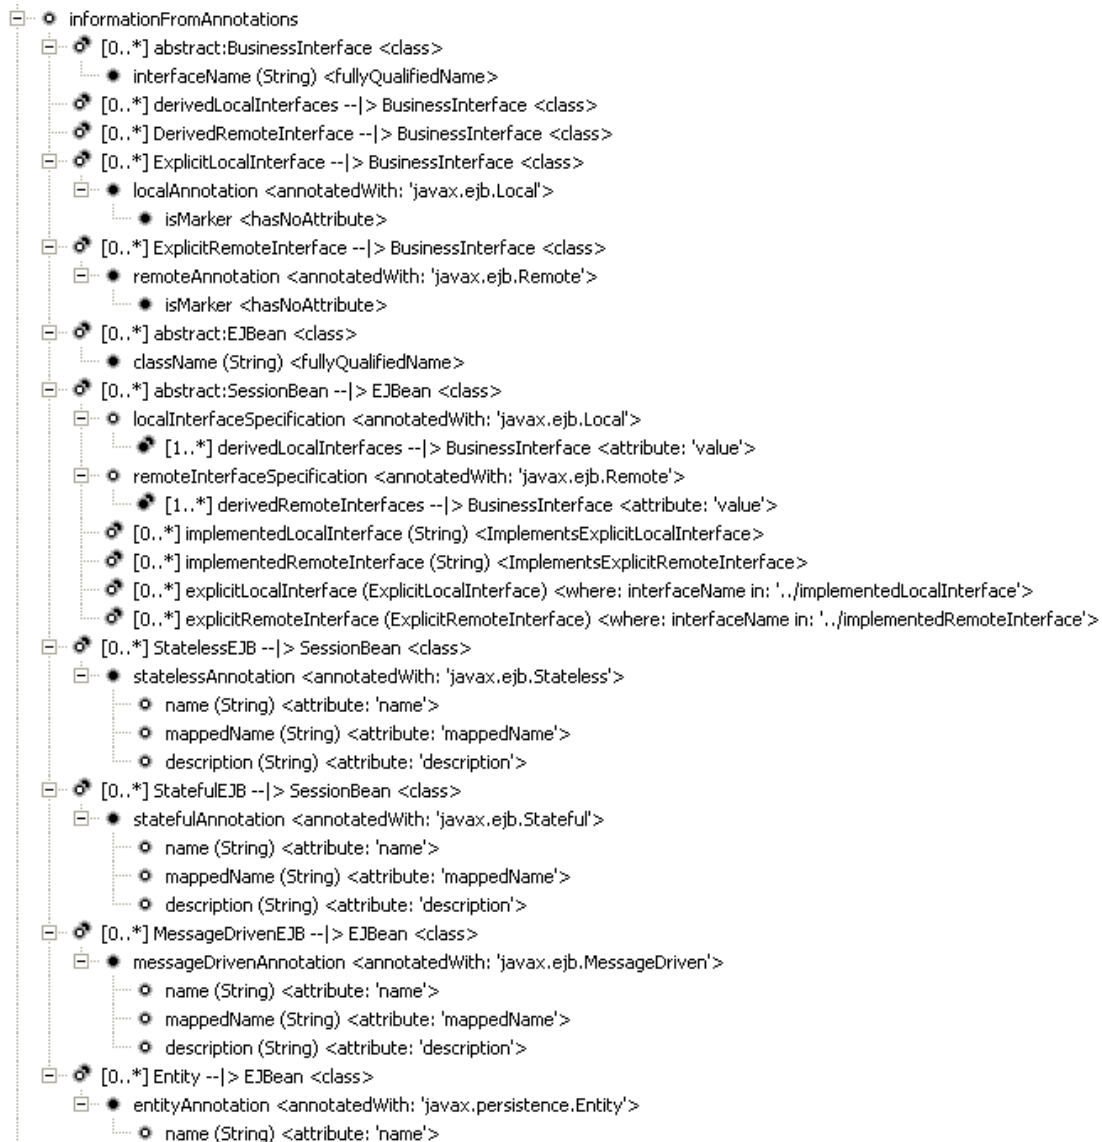 informationFromAnnotations
[0..*] abstract:BusinessInterface <class>
interfaceName (String) <fullyQualifiedName>
[0..*] derivedLocalInterfaces --|> BusinessInterface <class>
[0..*] DerivedRemoteInterface --|> BusinessInterface <class>
[0..*] ExplicitLocalInterface --|> BusinessInterface <class>
localAnnotation <annotatedWith: 'javax.ejb.Local'>
isMarker <hasNoAttribute>
[0..*] ExplicitRemoteInterface --|> BusinessInterface <class>
remoteAnnotation <annotatedWith: 'javax.ejb.Remote'>
isMarker <hasNoAttribute>
[0..*] abstract:EJBean <class>
className (String) <fullyQualifiedName>
[0..*] abstract:SessionBean --|> EJBean <class>
localInterfaceSpecification <annotatedWith: 'javax.ejb.Local'>
[1..*] derivedLocalInterfaces --|> BusinessInterface <attribute: 'value'>
remoteInterfaceSpecification <annotatedWith: 'javax.ejb.Remote'>
[1..*] derivedRemoteInterfaces --|> BusinessInterface <attribute: 'value'>
[0..*] implementedLocalInterface (String) <ImplementsExplicitLocalInterface>
[0..*] implementedRemoteInterface (String) <ImplementsExplicitRemoteInterface>
[0..*] explicitLocalInterface (ExplicitLocalInterface) <where: interfaceName in: '../implementedLocalInterface'>
[0..*] explicitRemoteInterface (ExplicitRemoteInterface) <where: interfaceName in: '../implementedRemoteInterface'>
[0..*] StatelessEJB --|> SessionBean <class>
statelessAnnotation <annotatedWith: 'javax.ejb.Stateless'>
name (String) <attribute: 'name'>
mappedName (String) <attribute: 'mappedName'>
description (String) <attribute: 'description'>
[0..*] StatefulEJB --|> SessionBean <class>
statefulAnnotation <annotatedWith: 'javax.ejb.Stateful'>
name (String) <attribute: 'name'>
mappedName (String) <attribute: 'mappedName'>
description (String) <attribute: 'description'>
[0..*] MessageDrivenEJB --|> EJBean <class>
messageDrivenAnnotation <annotatedWith: 'javax.ejb.MessageDriven'>
name (String) <attribute: 'name'>
mappedName (String) <attribute: 'mappedName'>
description (String) <attribute: 'description'>
[0..*] Entity --|> EJBean <class>
entityAnnotation <annotatedWith: 'javax.persistence.Entity'>
name (String) <attribute: 'name'>